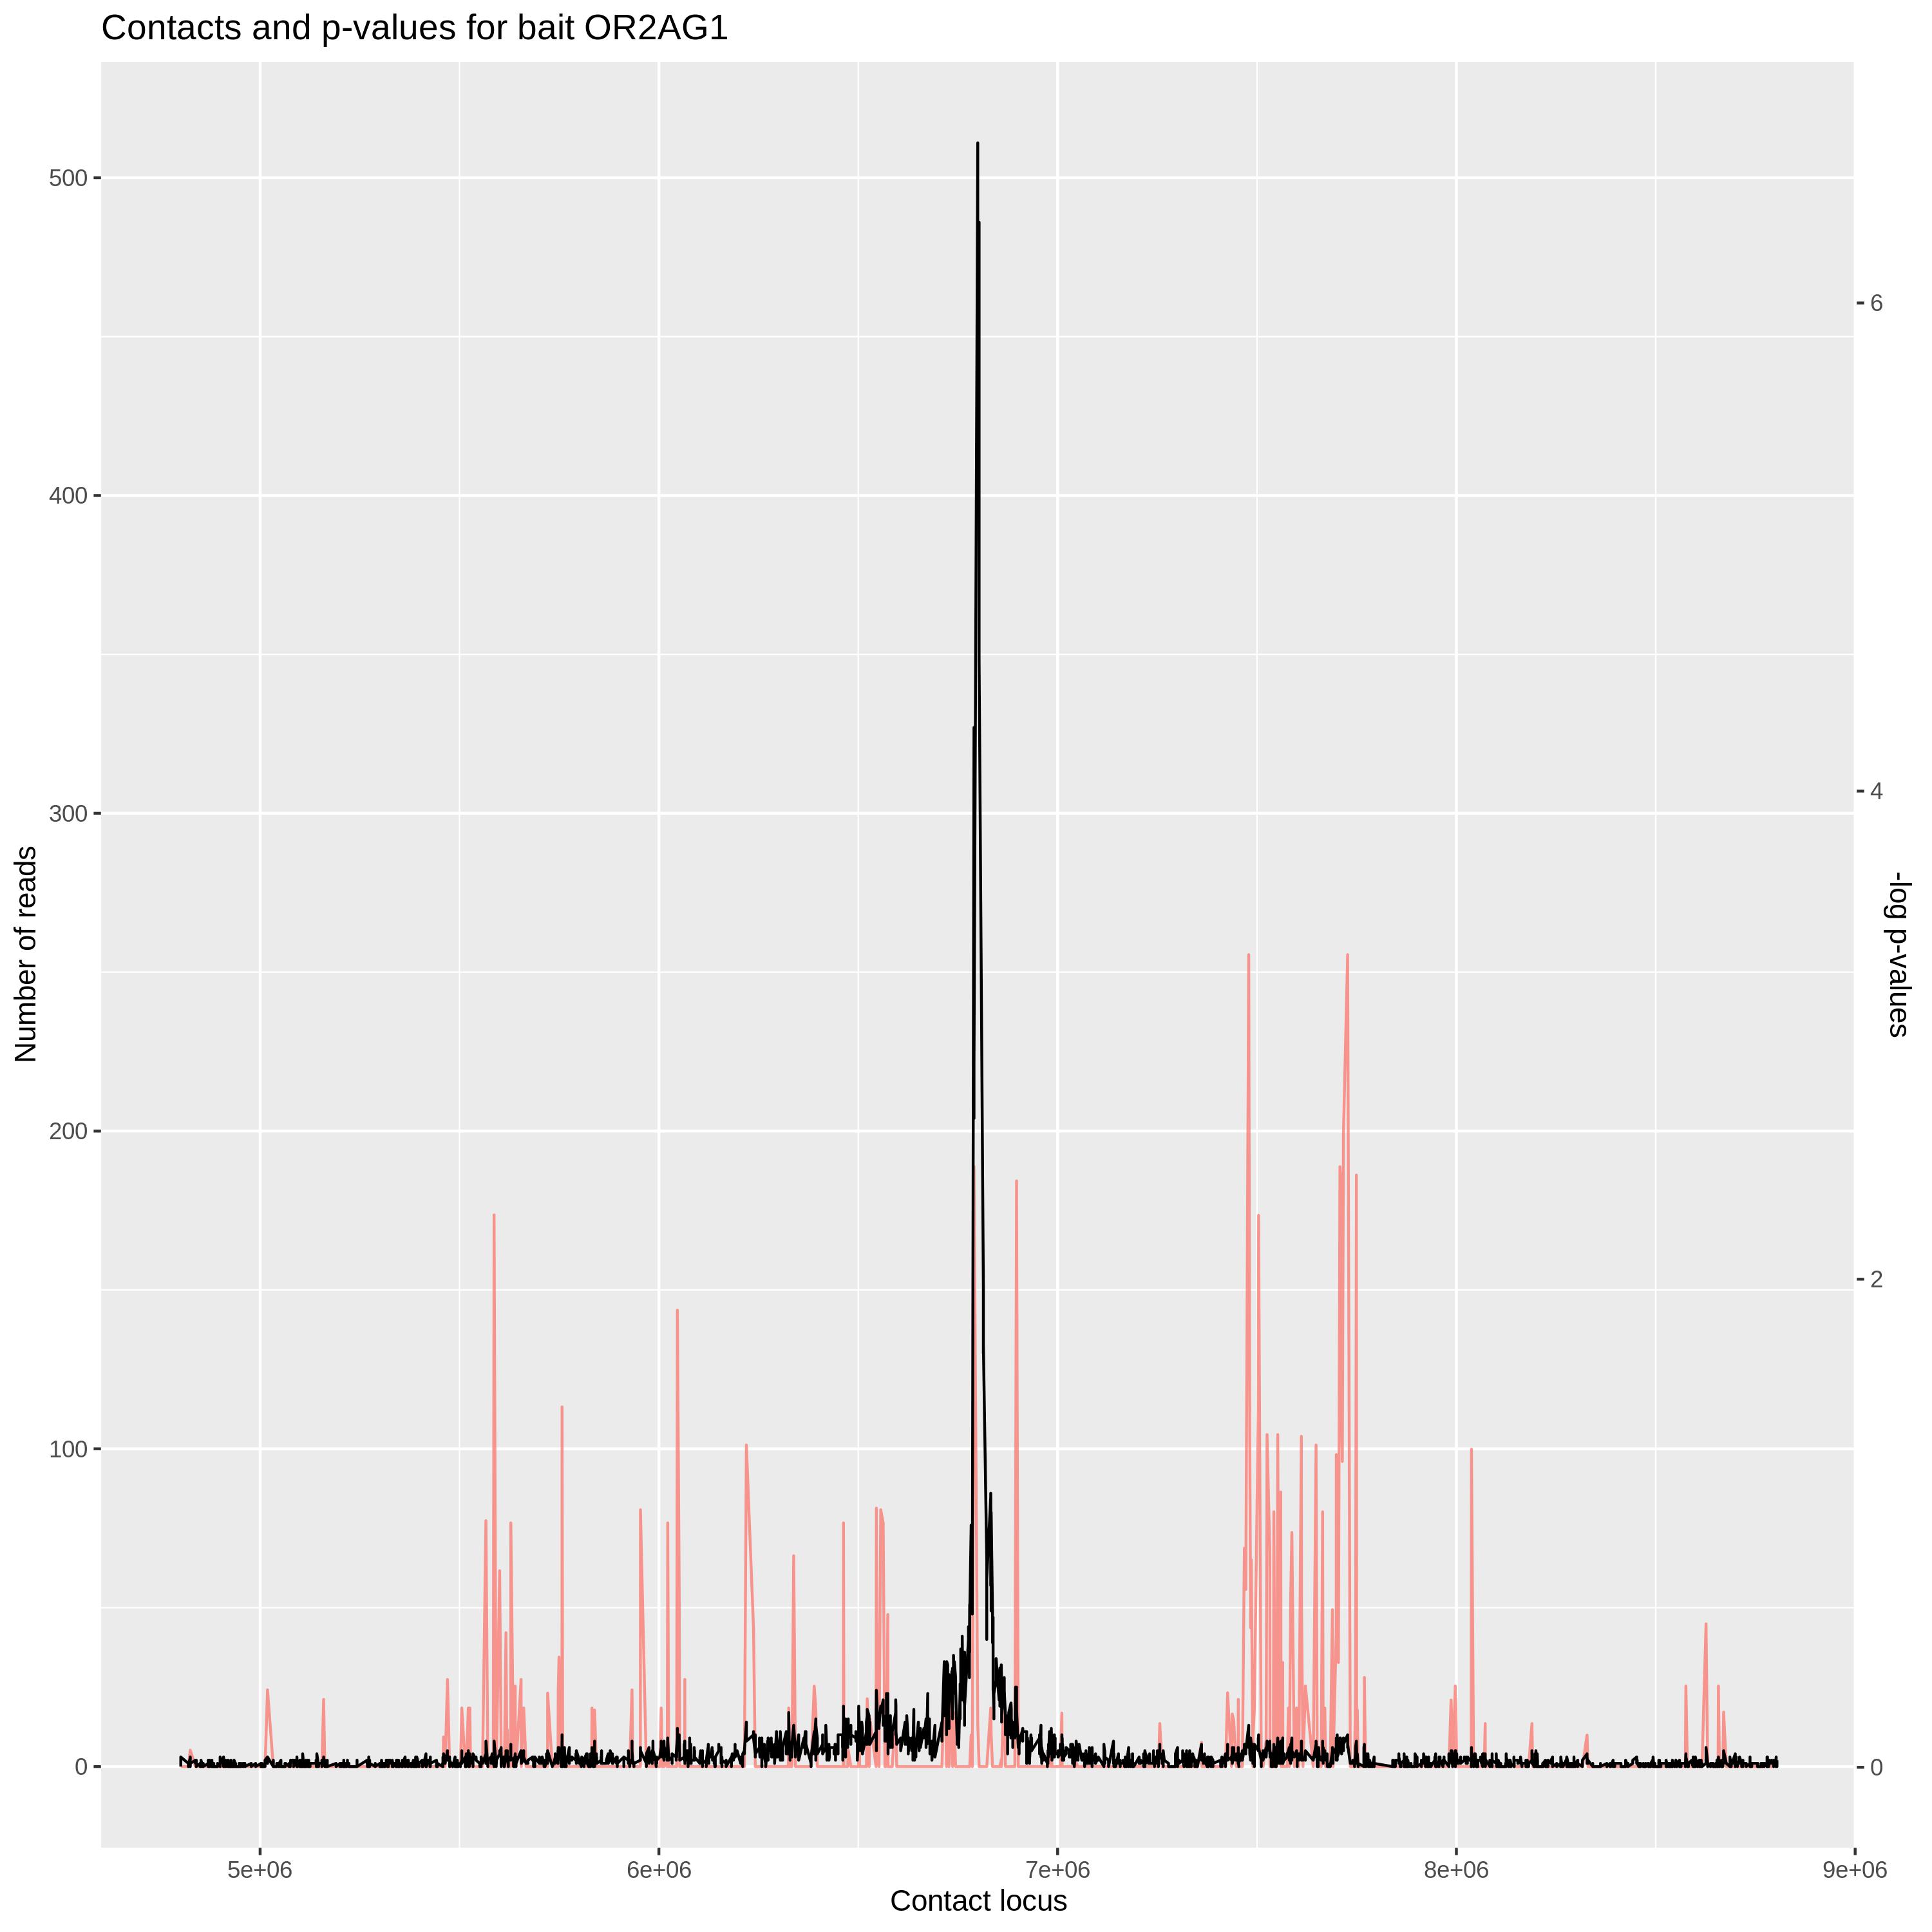 Contacts and p-values for bait OR2AG1
500
400
300
200
100
0
Number of reads
6
4
2
0
-log p-values
5e+06
6e+06
7e+06
8e+06
9e+06
Contact locus